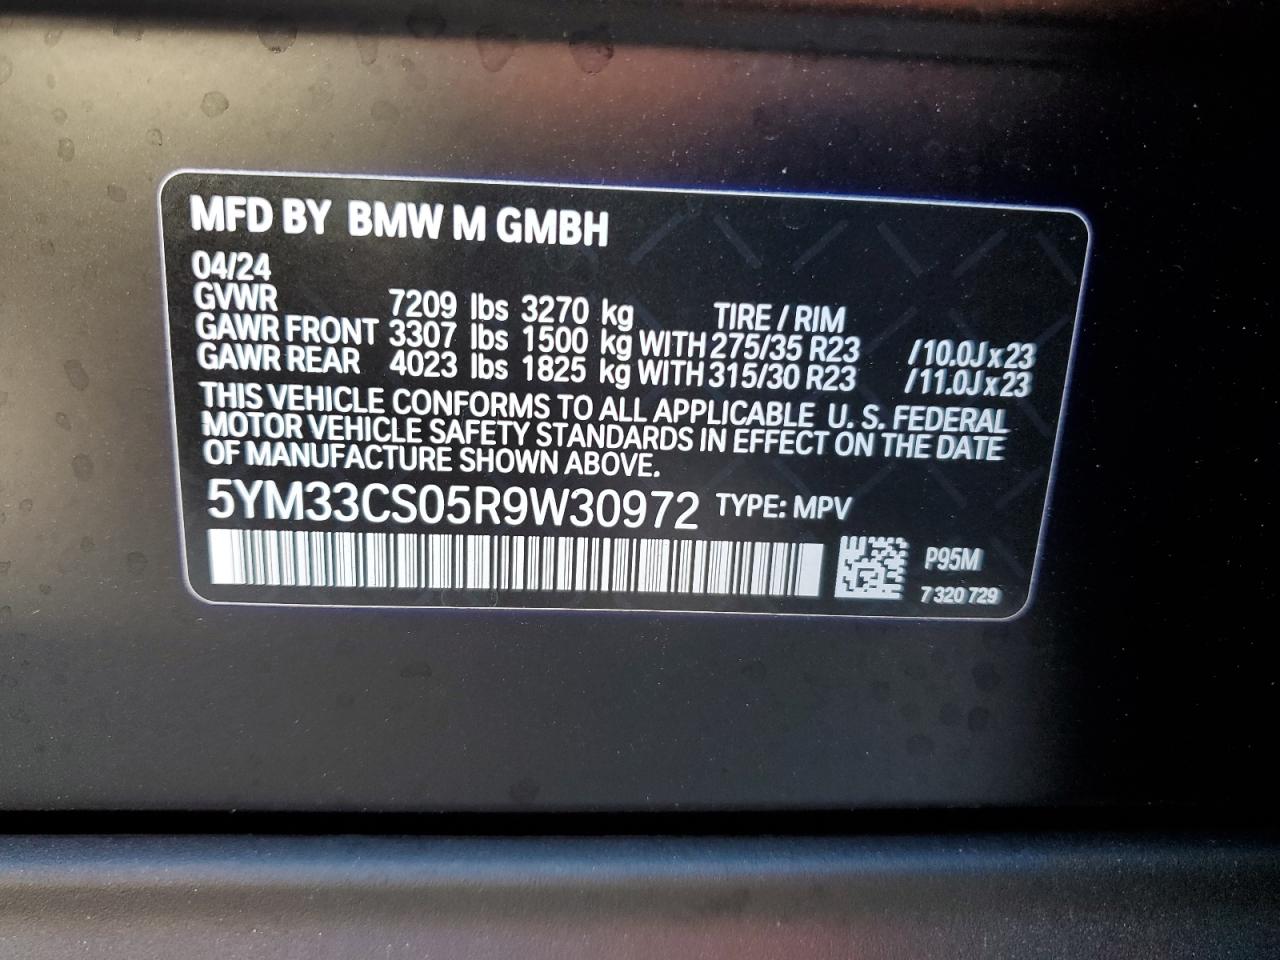 MFD BY BMW M GMBH
04/24
GVWR 7209 lbs 3270 kg TIRE / RIM
GAWR FRONT 3307 lbs 1500 kg WITH 275/35 R23 /10.0J x 23
GAWR REAR 4023 lbs 1825 kg WITH 315/30 R23 /11.0J x 23
THIS VEHICLE CONFORMS TO ALL APPLICABLE U. S. FEDERAL
MOTOR VEHICLE SAFETY STANDARDS IN EFFECT ON THE DATE
OF MANUFACTURE SHOWN ABOVE.
5YM33CS05R9W30972 TYPE: MPV
P95M
7 320 729